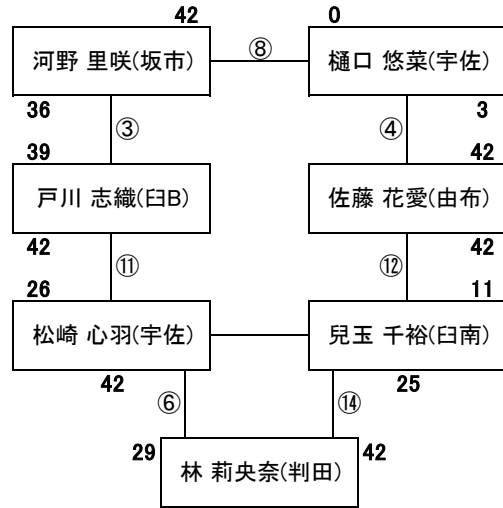 42 0
河野 里咲(坂市) ⑧ 樋口 悠菜(宇佐)
36 3
③ ④
39 42
戸川 志織(臼B) 佐藤 花愛(由布)
42 42
⑪ ⑫
26 11
松崎 心羽(宇佐) 兒玉 千裕(臼南)
42 25
⑥ ⑭
29 42
林 莉央奈(判田)